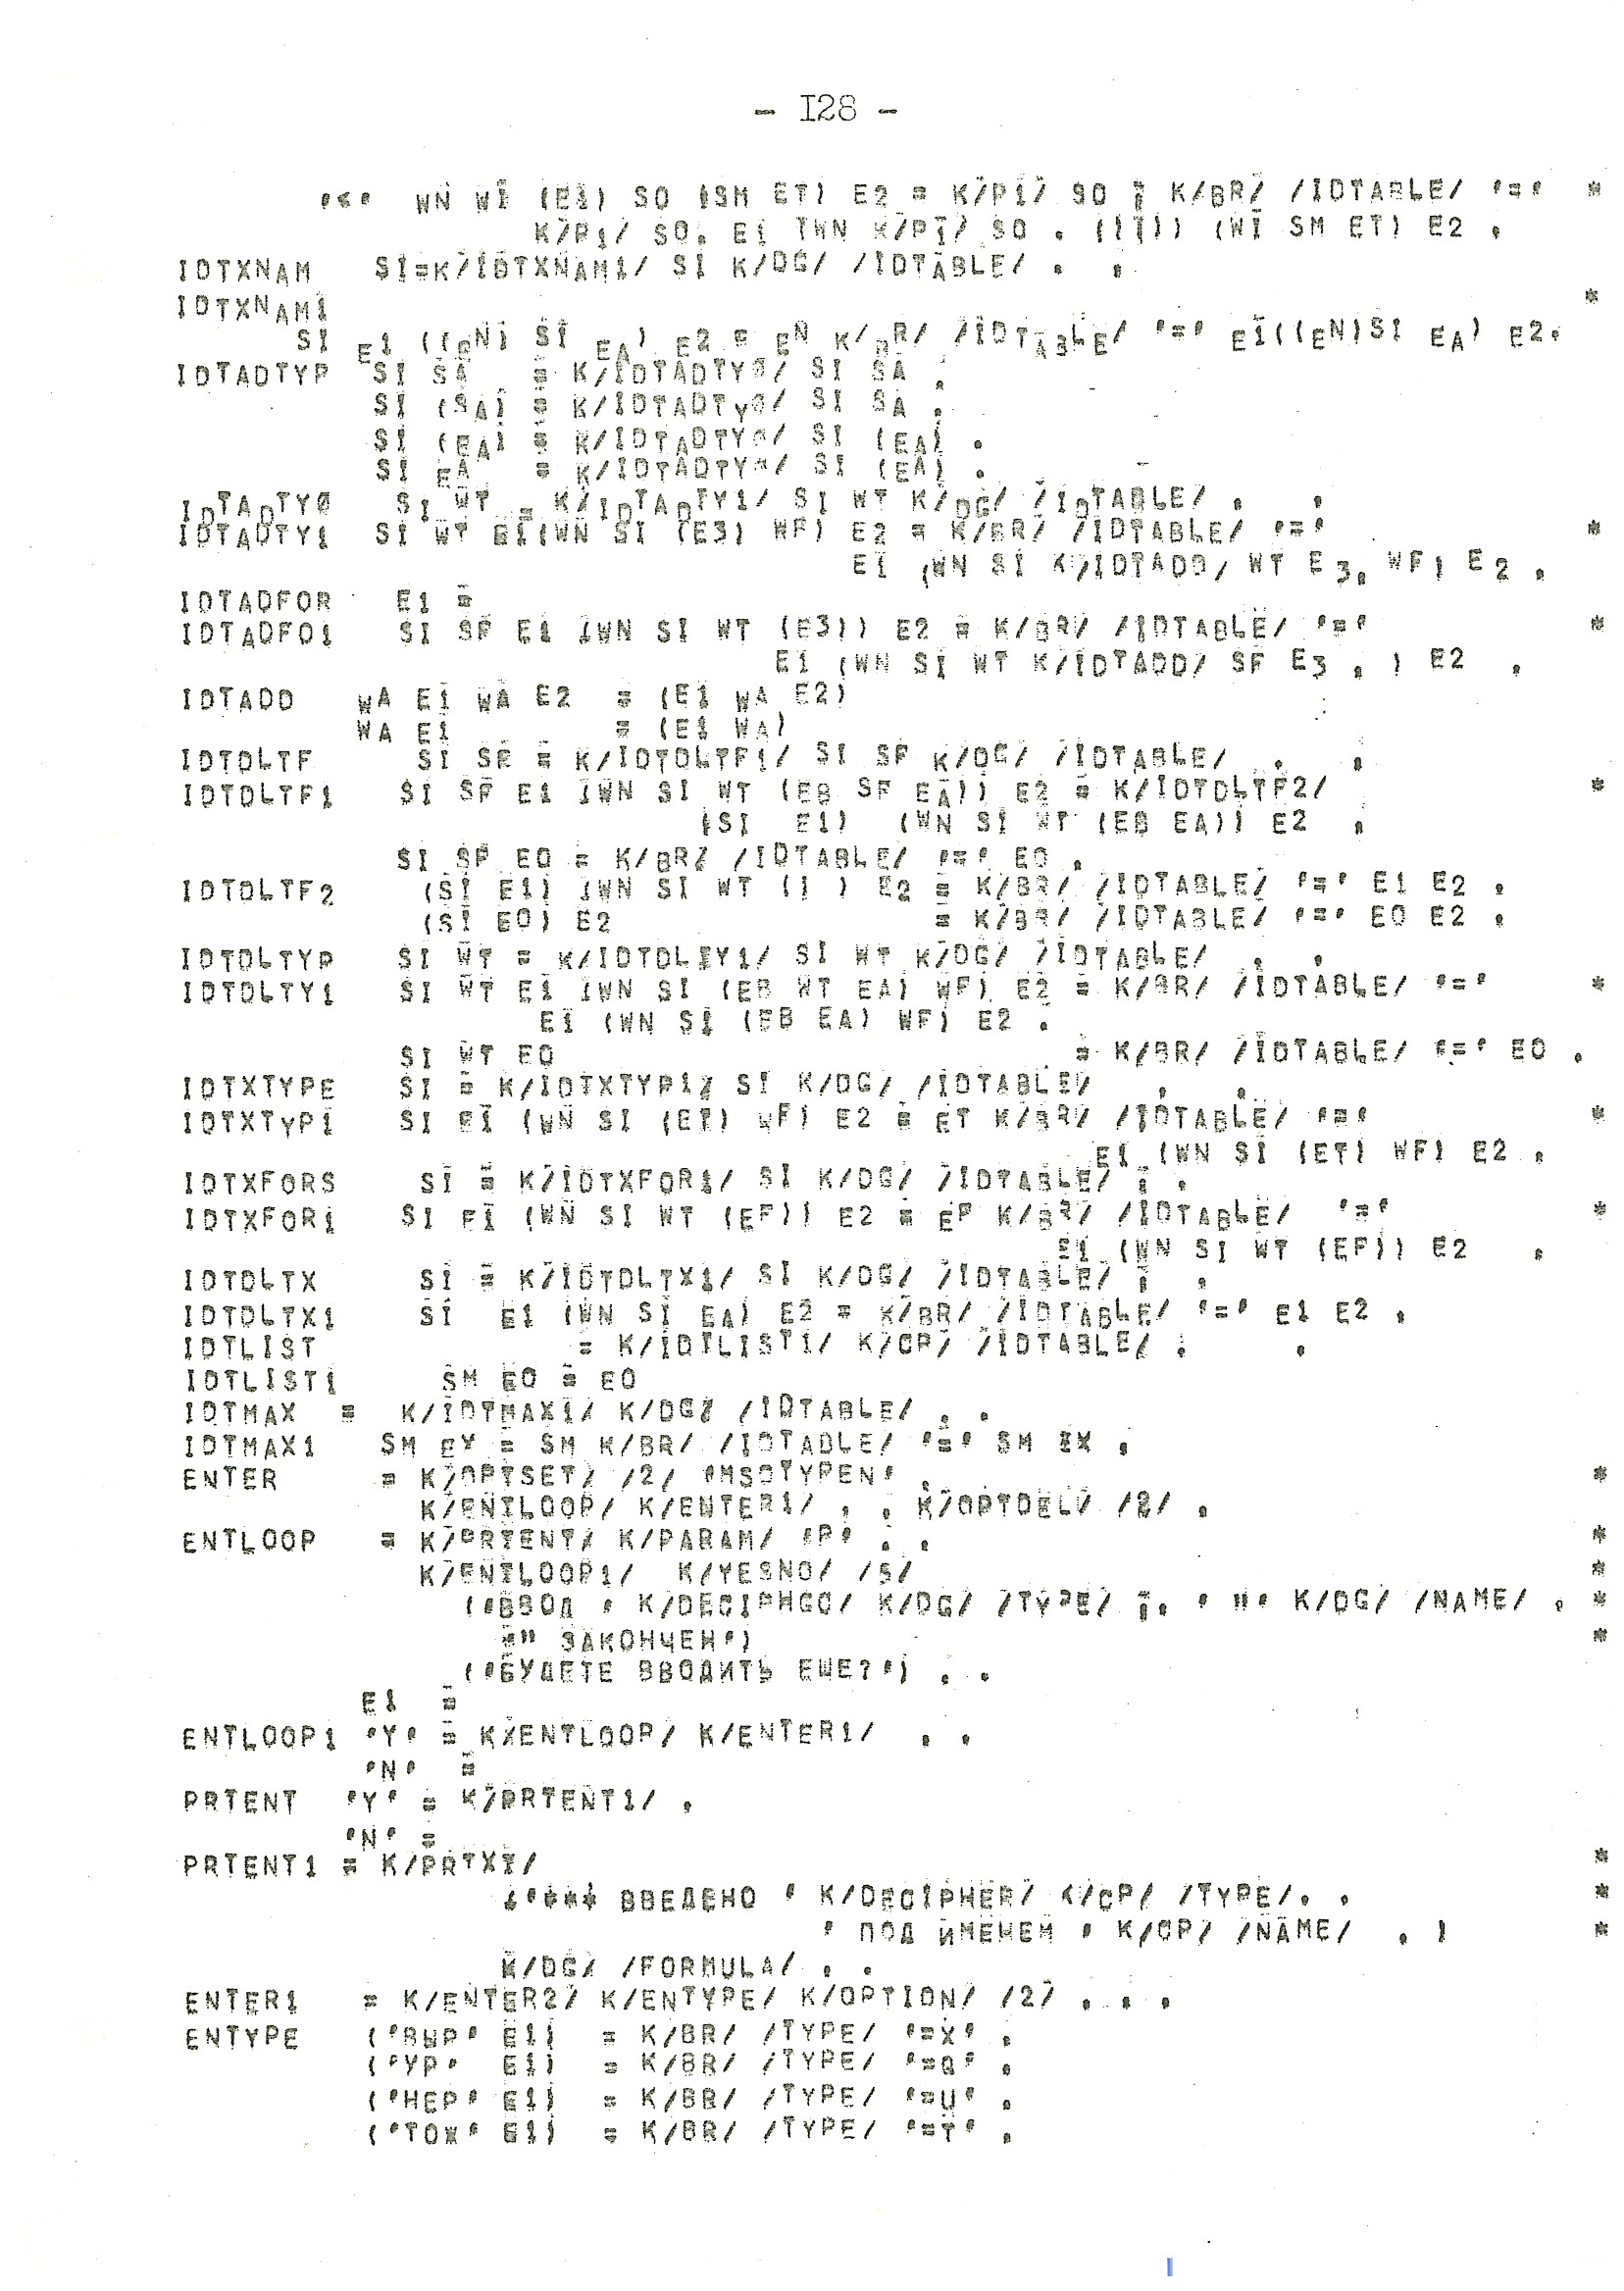 - I28 -
'<' WN WI (E1) SO (SM ET) E2 = K/P1/ SO ; K/BR/ /IDTABLE/ '=' *
K/P1/ SO. E1 (WN K/P1/ SO . ()()) (WI SM ET) E2 .
IDTXNAM SI=K/IDTXNAM1/ SI K/DG/ /IDTABLE/ . .
IDTXNAM1 *
SI E1 ((EN) SI EA) E2 = EN K/BR/ /IDTABLE/ '=' E1((EN)SI EA) E2.
IDTADTYP SI SA = K/IDTADTY0/ SI SA .
SI (SA) = K/IDTADTY0/ SI SA .
SI (EA) = K/IDTADTY0/ SI (EA) .
SI EA = K/IDTADTY0/ SI (EA) .
IDTADTY0 SI WT = K/IDTADTY1/ SI WT K/DG/ /IDTABLE/ . .
IDTADTY1 SI WT E1(WN SI (E3) WF) E2 = K/BR/ /IDTABLE/ '=' *
E1 (WN SI K/IDTADD/ WT E3. WF) E2 .
IDTADFOR E1 =
IDTADFO1 SI SF E1 (WN SI WT (E3)) E2 = K/BR/ /IDTABLE/ '=' *
E1 (WN SI WT K/IDTADD/ SF E3 . ) E2 .
IDTADD WA E1 WA E2 = (E1 WA E2)
WA E1 = (E1 WA)
IDTDLTF SI SF = K/IDTDLTF1/ SI SF K/DG/ /IDTABLE/ . .
IDTDLTF1 SI SF E1 (WN SI WT (EB SF EA)) E2 = K/IDTDLTF2/ *
(SI E1) (WN SI WT (EB EA)) E2 .
SI SF EO = K/BR/ /IDTABLE/ '=' EO .
IDTDLTF2 (SI E1) (WN SI WT () ) E2 = K/BR/ /IDTABLE/ '=' E1 E2 .
(SI EO) E2 = K/BR/ /IDTABLE/ '=' EO E2 .
IDTDLTYP SI WT = K/IDTDLTY1/ SI WT K/DG/ /IDTABLE/ . .
IDTDLTY1 SI WT E1 (WN SI (EB WT EA) WF) E2 = K/BR/ /IDTABLE/ '=' *
E1 (WN SI (EB EA) WF) E2 .
SI WT EO = K/BR/ /IDTABLE/ '=' EO .
IDTXTYPE SI = K/IDTXTYP1/ SI K/DG/ /IDTABLE/ . .
IDTXTYP1 SI E1 (WN SI (ET) WF) E2 = ET K/BR/ /IDTABLE/ '=' *
E1 (WN SI (ET) WF) E2 .
IDTXFORS SI = K/IDTXFOR1/ SI K/DG/ /IDTABLE/ . .
IDTXFOR1 SI E1 (WN SI WT (EF)) E2 = EF K/BR/ /IDTABLE/ '=' *
E1 (WN SI WT (EF)) E2 .
IDTDLTX SI = K/IDTDLTX1/ SI K/DG/ /IDTABLE/ . .
IDTDLTX1 SI E1 (WN SI EA) E2 = K/BR/ /IDTABLE/ '=' E1 E2 .
IDTLIST = K/IDTLIST1/ K/CP/ /IDTABLE/ . .
IDTLIST1 SM EO = EO
IDTMAX = K/IDTMAX1/ K/DG/ /IDTABLE/ . .
IDTMAX1 SM EX = SM K/BR/ /IDTABLE/ '=' SM EX .
ENTER = K/OPTSET/ /2/ 'MSDTYPEN' . *
K/ENTLOOP/ K/ENTER1/ . . K/OPTDEL/ /2/ .
ENTLOOP = K/PRTENT/ K/PARAM/ 'P' . . *
K/ENTLOOP1/ K/YESNO/ /5/ *
('ВВОД ' K/DECIPHGC/ K/DG/ /TYPE/ .. ' "' K/DG/ /NAME/ . *
'" ЗАКОНЧЕН') *
('БУДЕТЕ ВВОДИТЬ ЕШЕ?') . .
E1 =
ENTLOOP1 'Y' = K/ENTLOOP/ K/ENTER1/ . .
'N' =
PRTENT 'Y' = K/PRTENT1/ .
'N' =
PRTENT1 = K/PRTXT/ *
('*** ВВЕДЕНО ' K/DECIPHER/ K/CP/ /TYPE/. . *
' ПОД ИМЕНЕМ ' K/CP/ /NAME/ . ) *
K/DG/ /FORMULA/ . .
ENTER1 = K/ENTER2/ K/ENTYPE/ K/OPTION/ /2/ . . .
ENTYPE ('ВЫР' E1) = K/BR/ /TYPE/ '=X' .
('УР' E1) = K/BR/ /TYPE/ '=Q' .
('НЕР' E1) = K/BR/ /TYPE/ '=U' .
('ТОЖ' E1) = K/BR/ /TYPE/ '=T' .